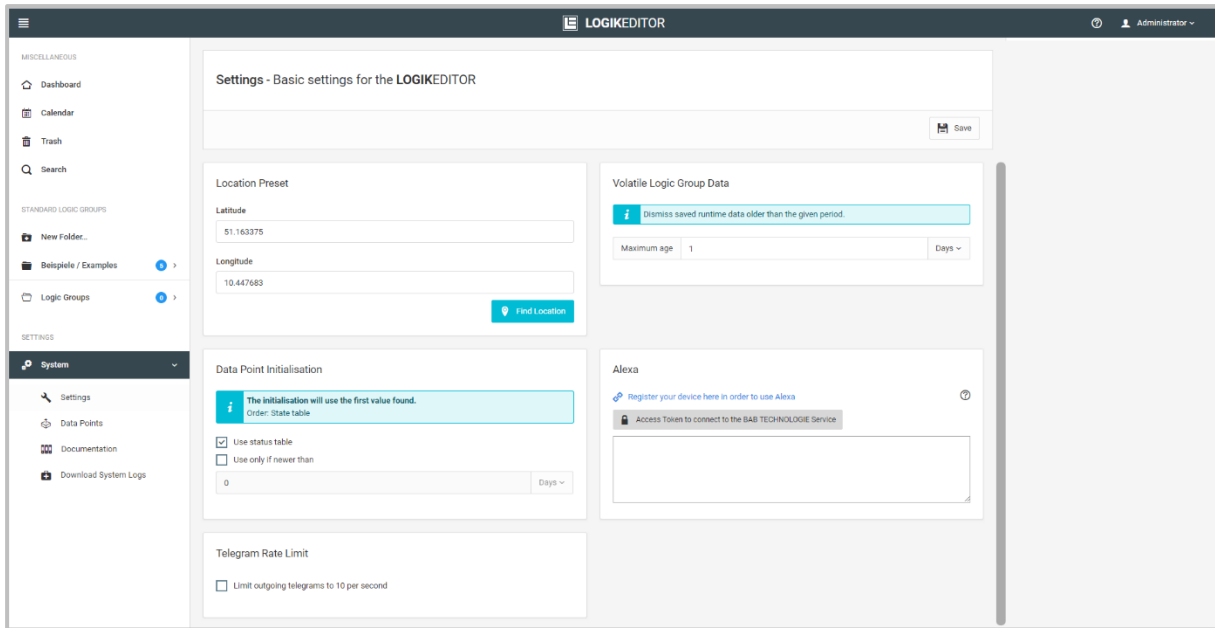 LOGIKEDITOR
Administrator
MISCELLANEOUS
Dashboard
Calendar
Trash
Search
STANDARD LOGIC GROUPS
New Folder...
Beispiele / Examples 5
Logic Groups 0
SETTINGS
System
Settings
Data Points
Documentation
Download System Logs
Settings - Basic settings for the LOGIKEDITOR
Save
Location Preset
Latitude
51.163375
Longitude
10.447683
Find Location
Volatile Logic Group Data
Dismiss saved runtime data older than the given period.
Maximum age 1 Days
Data Point Initialisation
The initialisation will use the first value found.
Order: State table
Use status table
Use only if newer than
0 Days
Alexa
Register your device here in order to use Alexa
Access Token to connect to the BAB TECHNOLOGIE Service
Telegram Rate Limit
Limit outgoing telegrams to 10 per second